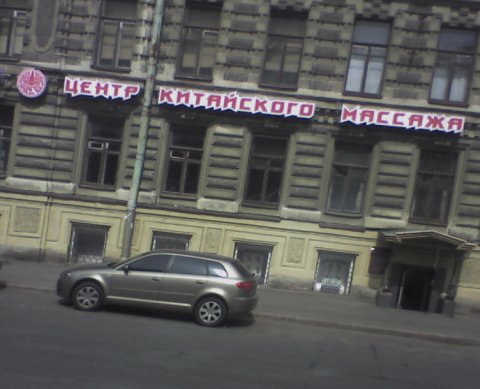 ЦЕНТР КИТАЙСКОГО МАССАЖА